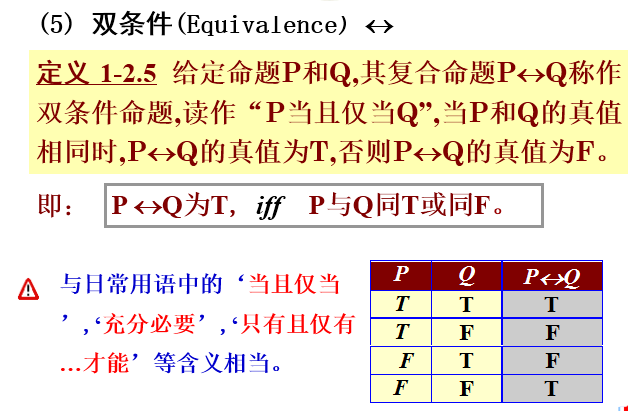 (5) 双条件(Equivalence) ↔
定义 1-2.5 给定命题P和Q,其复合命题P↔Q称作
双条件命题,读作“P当且仅当Q”,当P和Q的真值
相同时,P↔Q的真值为T,否则P↔Q的真值为F。
即： P↔Q为T, iff P与Q同T或同F。
与日常用语中的‘当且仅当
’,‘充分必要’,‘只有且仅有
…才能’等含义相当。
P Q P↔Q
T T T
T F F
F T F
F F T